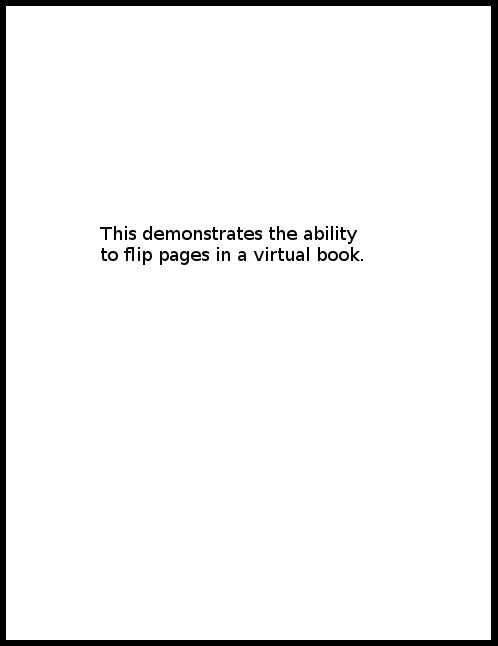 This demonstrates the ability
to flip pages in a virtual book.